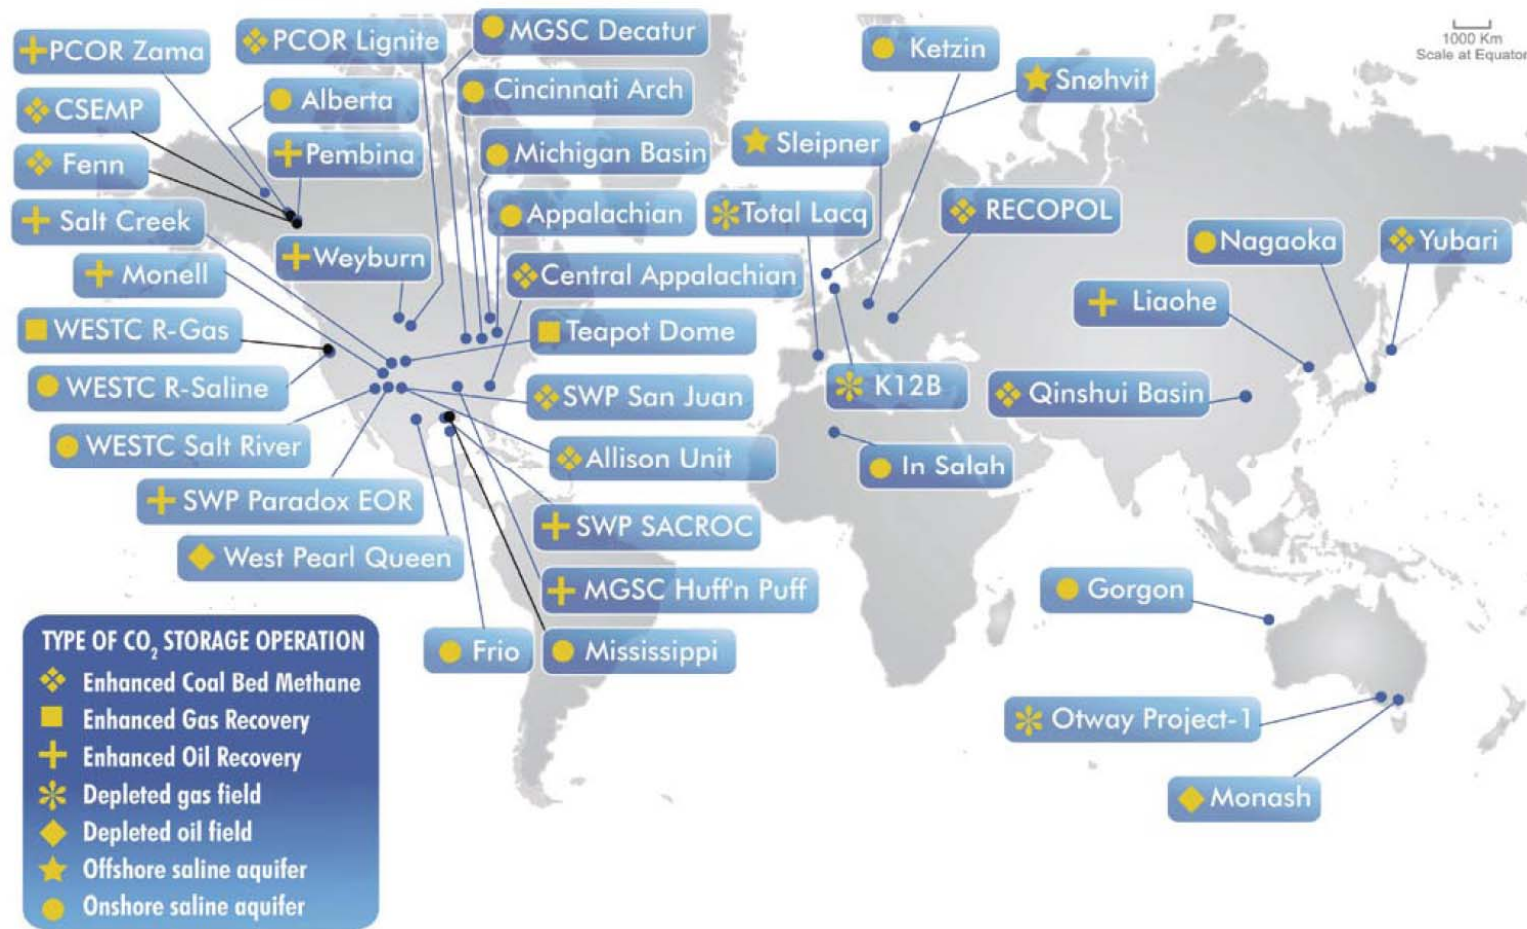 PCOR Zama
PCOR Lignite
MGSC Decatur
Ketzin
1000 Km
Scale at Equator
Snøhvit
CSEMP
Alberta
Cincinnati Arch
Sleipner
Fenn
Pembina
Michigan Basin
Salt Creek
Appalachian
Total Lacq
RECOPOL
Nagaoka
Yubari
Monell
Weyburn
Central Appalachian
Liaohe
WESTC R-Gas
Teapot Dome
WESTC R-Saline
SWP San Juan
K12B
Qinshui Basin
WESTC Salt River
Allison Unit
In Salah
SWP Paradox EOR
SWP SACROC
West Pearl Queen
MGSC Huff'n Puff
Gorgon
Frio
Mississippi
Otway Project-1
Monash
TYPE OF CO₂ STORAGE OPERATION
Enhanced Coal Bed Methane
Enhanced Gas Recovery
Enhanced Oil Recovery
Depleted gas field
Depleted oil field
Offshore saline aquifer
Onshore saline aquifer